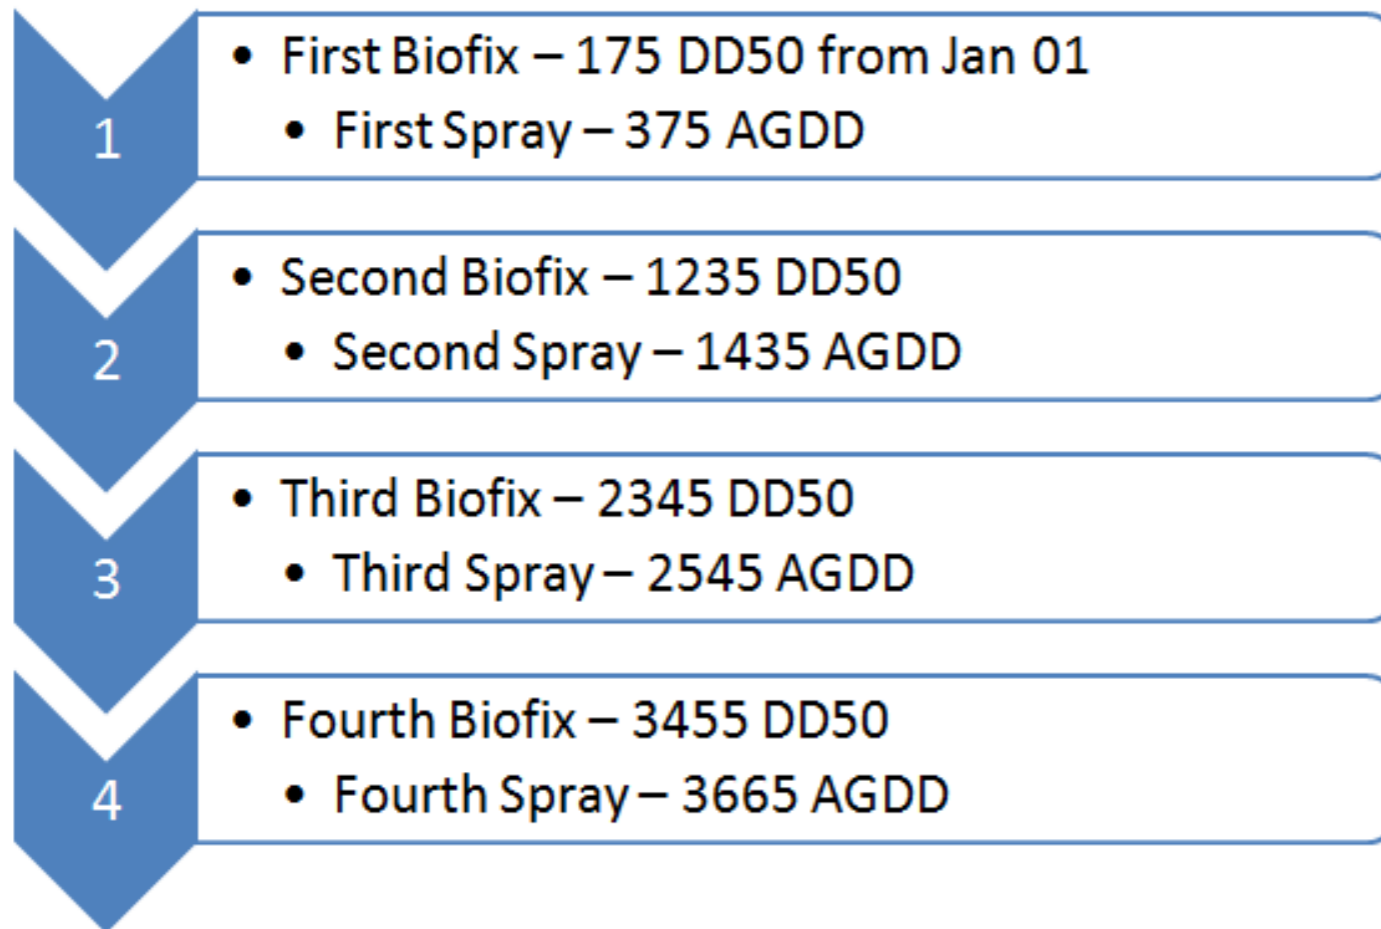 1
• First Biofix – 175 DD50 from Jan 01
• First Spray – 375 AGDD
2
• Second Biofix – 1235 DD50
• Second Spray – 1435 AGDD
3
• Third Biofix – 2345 DD50
• Third Spray – 2545 AGDD
4
• Fourth Biofix – 3455 DD50
• Fourth Spray – 3665 AGDD